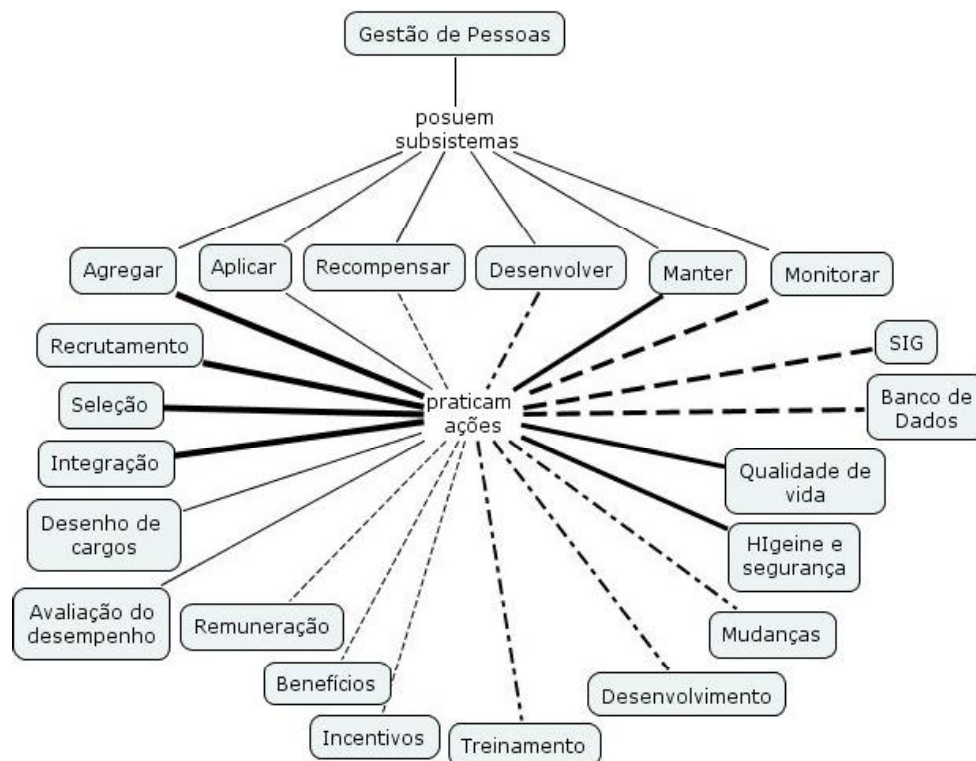 Gestão de Pessoas
posuem
subsistemas
Agregar
Aplicar
Recompensar
Desenvolver
Manter
Monitorar
Recrutamento
Seleção
Integração
Desenho de
cargos
Avaliação do
desempenho
praticam
ações
SIG
Banco de
Dados
Qualidade de
vida
HIgeine e
segurança
Mudanças
Desenvolvimento
Treinamento
Incentivos
Benefícios
Remuneração